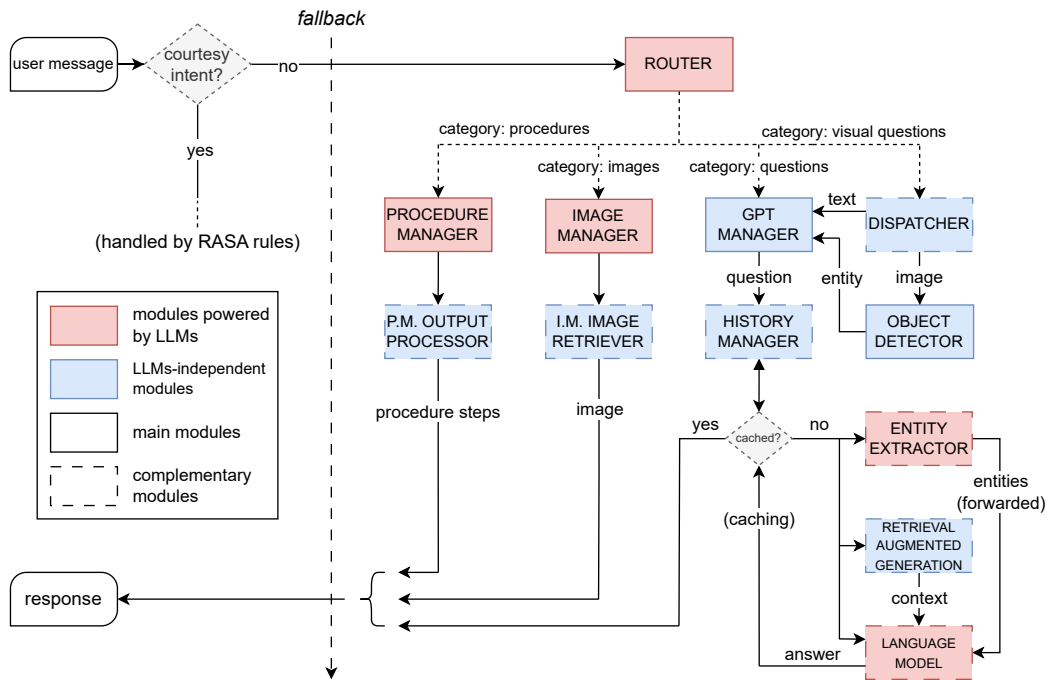 fallback
user message
courtesy
intent?
no
ROUTER
yes
category: procedures
category: visual questions
category: images
category: questions
(handled by RASA rules)
PROCEDURE
MANAGER
IMAGE
MANAGER
GPT
MANAGER
text
DISPATCHER
question
entity
image
P.M. OUTPUT
PROCESSOR
I.M. IMAGE
RETRIEVER
HISTORY
MANAGER
OBJECT
DETECTOR
modules powered
by LLMs
LLMs-independent
modules
main modules
complementary
modules
procedure steps
image
yes
cached?
no
ENTITY
EXTRACTOR
entities
(forwarded)
(caching)
RETRIEVAL
AUGMENTED
GENERATION
context
response
answer
LANGUAGE
MODEL